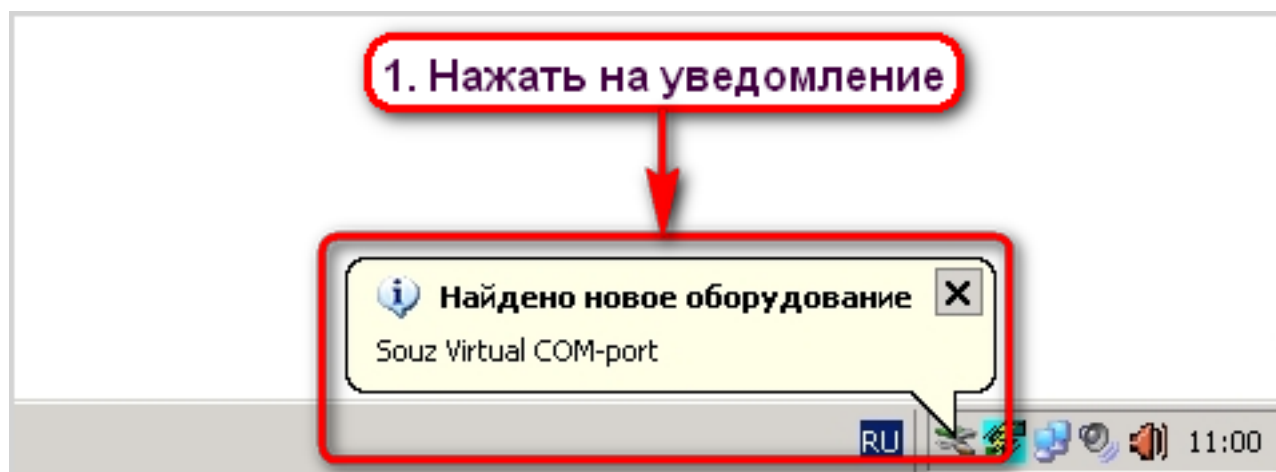 1. Нажать на уведомление
Найдено новое оборудование
Souz Virtual COM-port
RU
11:00